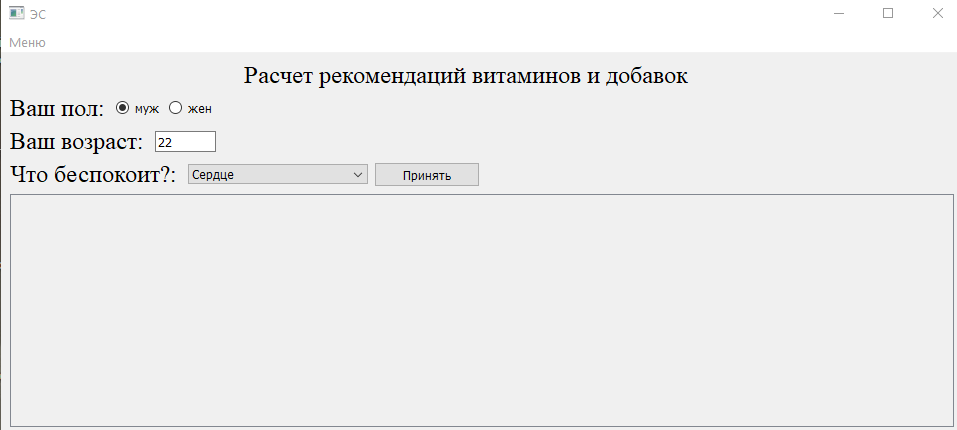 ЭС
Меню
Расчет рекомендаций витаминов и добавок
Ваш пол: муж жен
Ваш возраст: 22
Что беспокоит?: Сердце Принять